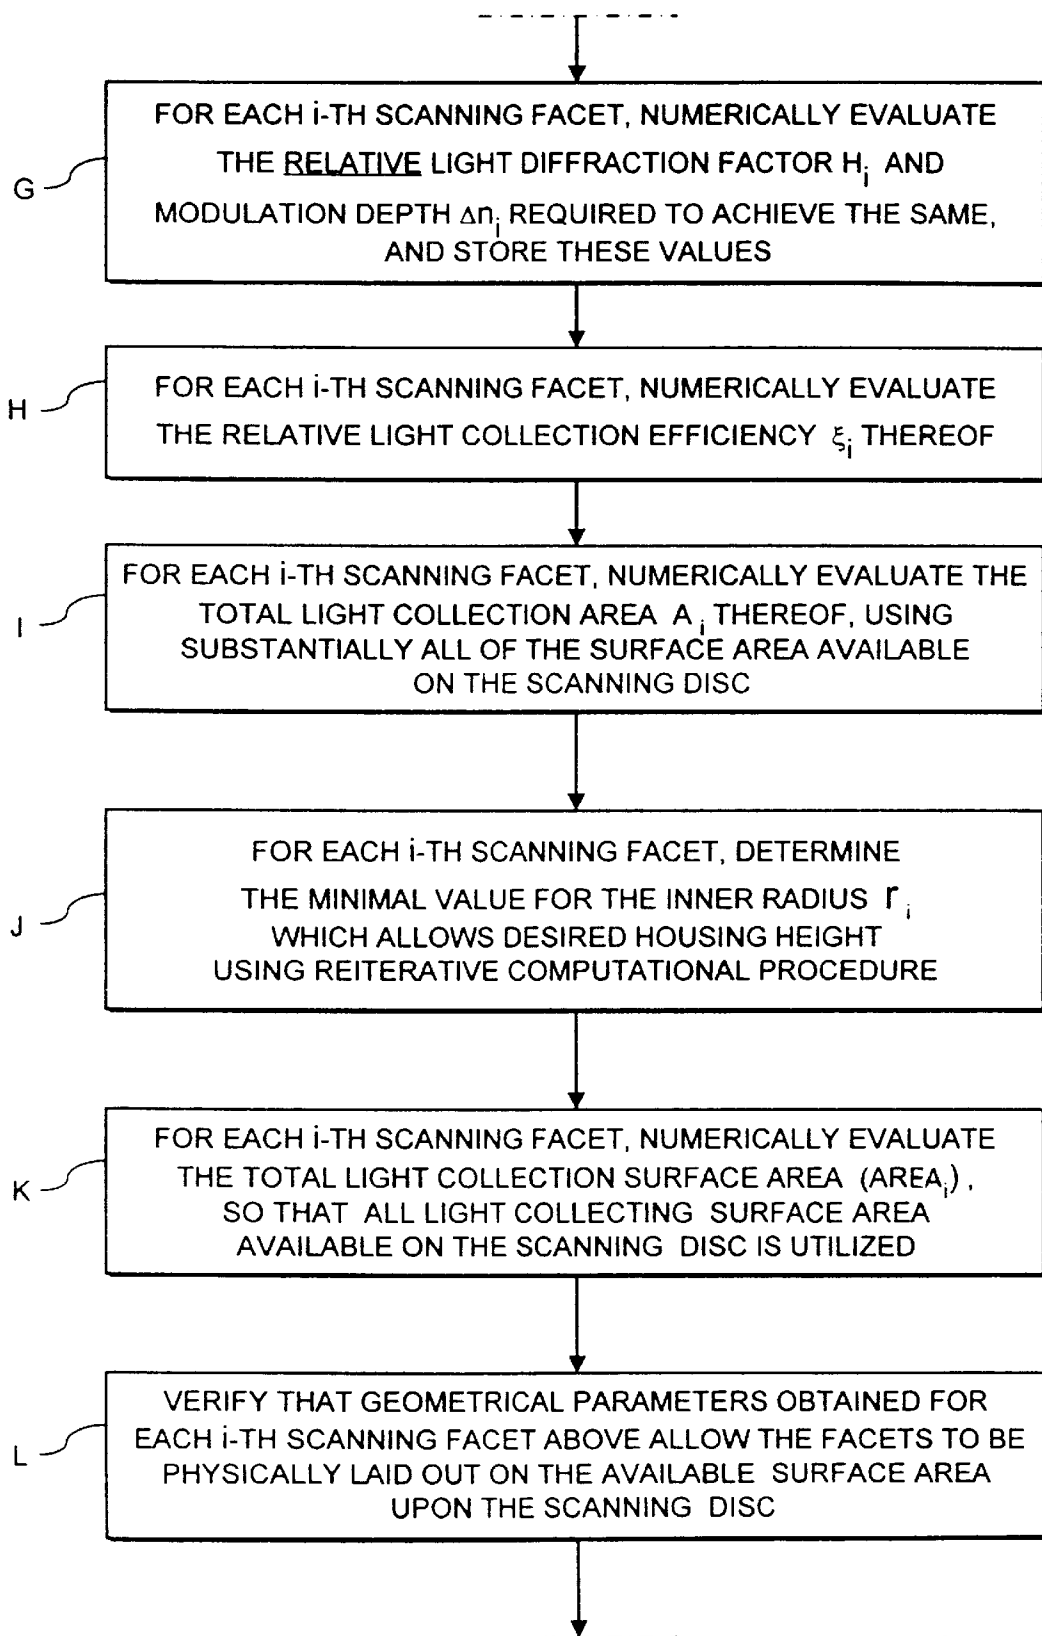 FOR EACH i-TH SCANNING FACET, NUMERICALLY EVALUATE
THE RELATIVE LIGHT DIFFRACTION FACTOR Hi AND
MODULATION DEPTH Δni REQUIRED TO ACHIEVE THE SAME,
AND STORE THESE VALUES
G
FOR EACH i-TH SCANNING FACET, NUMERICALLY EVALUATE
THE RELATIVE LIGHT COLLECTION EFFICIENCY ξi THEREOF
H
FOR EACH i-TH SCANNING FACET, NUMERICALLY EVALUATE THE
TOTAL LIGHT COLLECTION AREA Ai THEREOF, USING
SUBSTANTIALLY ALL OF THE SURFACE AREA AVAILABLE
ON THE SCANNING DISC
I
FOR EACH i-TH SCANNING FACET, DETERMINE
THE MINIMAL VALUE FOR THE INNER RADIUS ri
WHICH ALLOWS DESIRED HOUSING HEIGHT
USING REITERATIVE COMPUTATIONAL PROCEDURE
J
FOR EACH i-TH SCANNING FACET, NUMERICALLY EVALUATE
THE TOTAL LIGHT COLLECTION SURFACE AREA (AREAi),
SO THAT ALL LIGHT COLLECTING SURFACE AREA
AVAILABLE ON THE SCANNING DISC IS UTILIZED
K
VERIFY THAT GEOMETRICAL PARAMETERS OBTAINED FOR
EACH i-TH SCANNING FACET ABOVE ALLOW THE FACETS TO BE
PHYSICALLY LAID OUT ON THE AVAILABLE SURFACE AREA
UPON THE SCANNING DISC
L